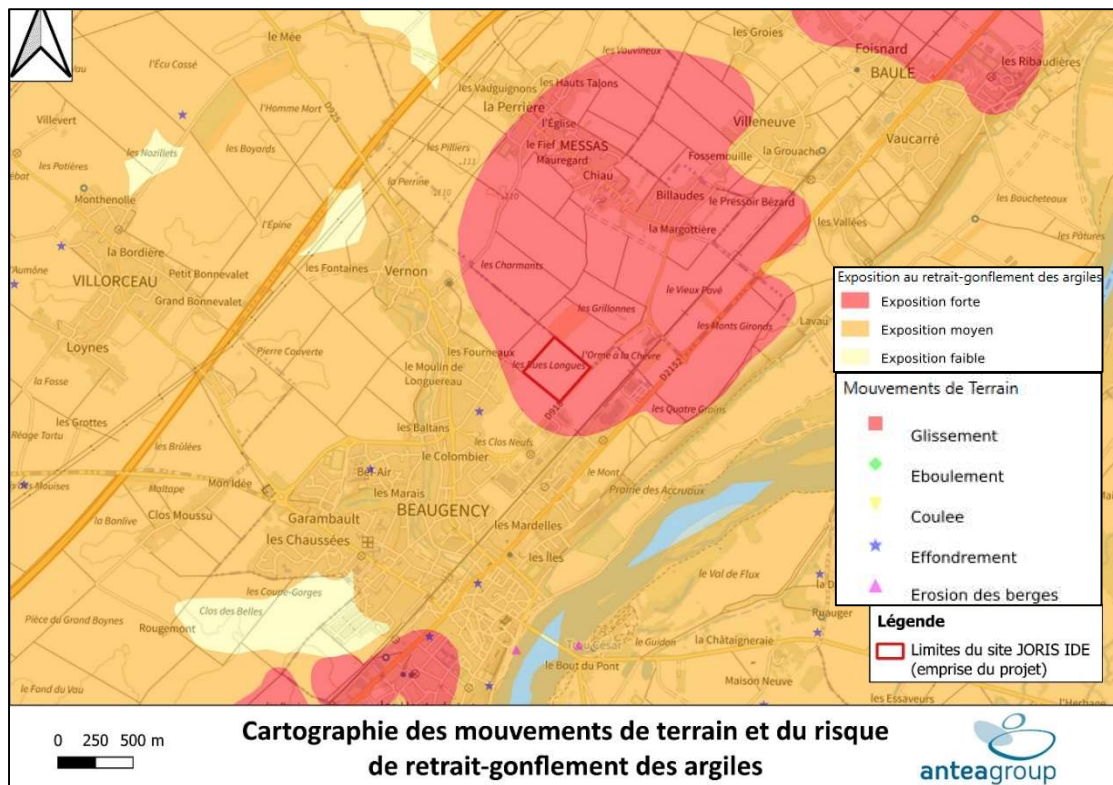 le Mée
les Groies
Foisnard
les Ribaudières
BAULE
l'Écu Cassé
les Vauvineux
D925
les Vauguignons
les Hauts Talons
la Perrière
Villevert
l'Homme Mort
l'Église
Villeneuve
Vaucarré
le Fief
MESSAS
la Grouache
les Potières
les Nozillets
les Boyards
les Pilliers
Mauregard
Fossemouille
Chiau
Monthenolle
la Perrine
Billaudes
le Pressoir Bézard
les Boucheteaux
l'Épine
la Margottière
les Vallées
les Pâtures
la Bordière
l'Aumône
VILLORCEAU
Petit Bonnevalet
les Fontaines
Vernon
les Charmants
Grand Bonnevalet
le Vieux Pavé
les Grillonnes
les Monts Gironds
Lavau
Loynes
Pierre Couverte
les Fourneaux
les Rues Longues
l'Orme à la Chèvre
le Moulin de
Longuereau
la Fosse
D2152
les Quatre Grains
les Grottes
les Baltans
les Clos Neufs
le Colombier
les Brûlées
Bel-Air
Mon Idée
le Mont
Maltape
les Marais
Prairie des Accruaux
la Banlive
Clos Moussu
Garambault
BEAUGENCY
les Mardelles
les Chaussées
les Îles
le Val de Flux
les Coupe-Gorges
Clos des Belles
Pièce du Grand Boynes
Rougemont
Trou César
le Guidon
la Châtaigneraie
Ruauger
le Bout du Pont
Maison Neuve
le Fond du Vau
les Essaveurs
Exposition au retrait-gonflement des argiles
Exposition forte
Exposition moyen
Exposition faible
Mouvements de Terrain
Glissement
Eboulement
Coulee
Effondrement
Erosion des berges
Légende
Limites du site JORIS IDE
(emprise du projet)
0 250 500 m
Cartographie des mouvements de terrain et du risque
de retrait-gonflement des argiles
anteagroup